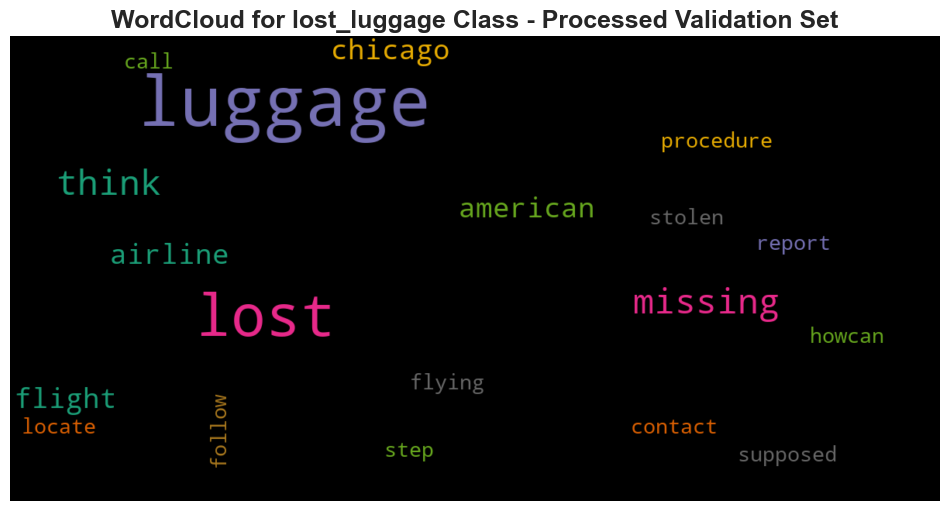 WordCloud for lost_luggage Class - Processed Validation Set
chicago
call
luggage
procedure
think
american
stolen
report
airline
missing
lost
howcan
flying
flight
locate
follow
contact
step
supposed